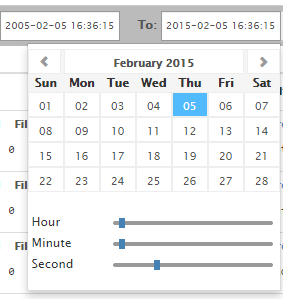 2005-02-05 16:36:15 To: 2015-02-05 16:36:15
February 2015
Sun Mon Tue Wed Thu Fri Sat
01 02 03 04 05 06 07
08 09 10 11 12 13 14
15 16 17 18 19 20 21
22 23 24 25 26 27 28
Hour
Minute
Second
Fil
0
Fil
0
Fil
0